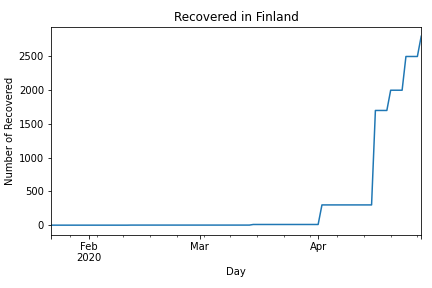 Recovered in Finland
Number of Recovered
2500
2000
1500
1000
500
0
Feb
2020
Mar
Apr
Day